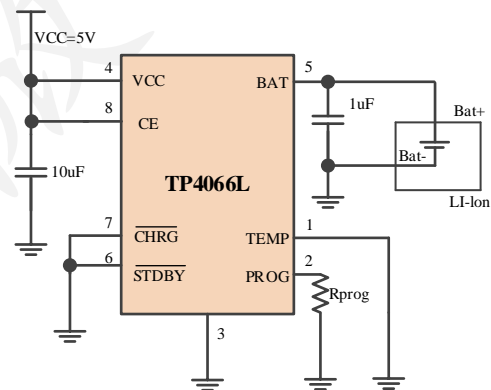 VCC=5V
4
VCC
5
BAT
8
CE
1uF
Bat+
10uF
Bat-
TP4066L
LI-lon
7
CHRG
1
TEMP
6
STDBY
2
PROG
Rprog
3